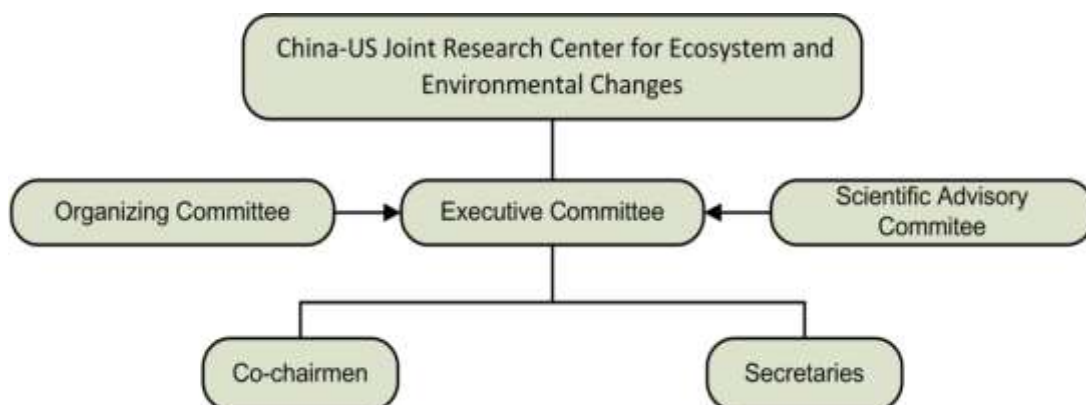 China-US Joint Research Center for Ecosystem and
Environmental Changes
Organizing Committee
Executive Committee
Scientific Advisory
Commitee
Co-chairmen
Secretaries